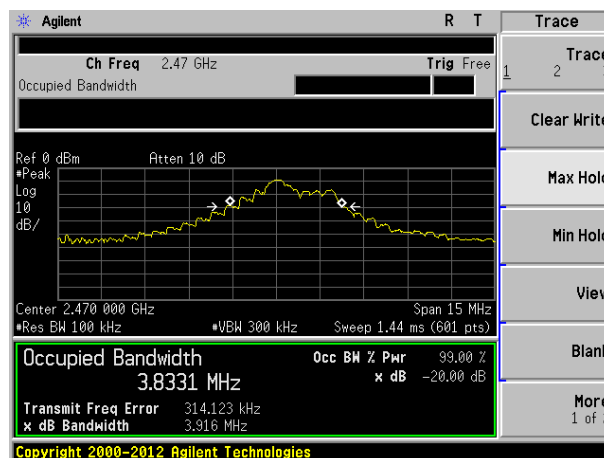 Agilent R T Trace
Ch Freq 2.47 GHz Trig Free
Occupied Bandwidth
Trace
1 2
Clear Write
Max Hold
Min Hold
View
Blank
More
1 of
Ref 0 dBm Atten 10 dB
#Peak
Log
10
dB/
Center 2.470 000 GHz Span 15 MHz
#Res BW 100 kHz #VBW 300 kHz Sweep 1.44 ms (601 pts)
Occupied Bandwidth Occ BW % Pwr 99.00 %
3.8331 MHz x dB -20.00 dB
Transmit Freq Error 314.123 kHz
x dB Bandwidth 3.916 MHz
Copyright 2000-2012 Agilent Technologies